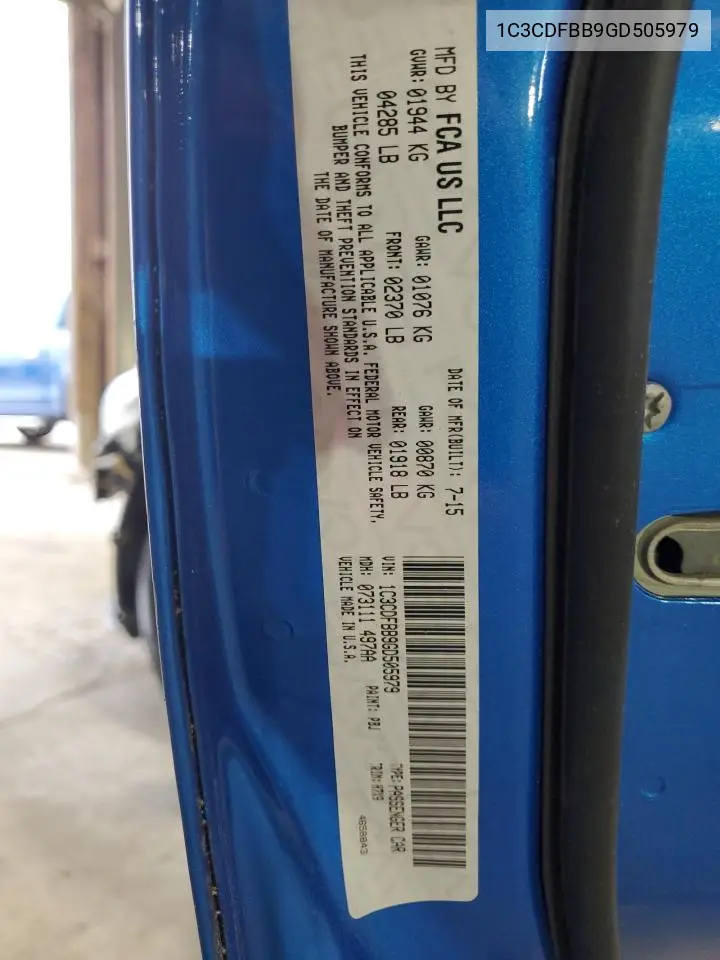 1C3CDFBB9GD505979
MFD BY FCA US LLC
DATE OF MFR(BUILT): 7-15
GVWR: 01944 KG GAWR: 01076 KG GAWR: 00870 KG
04285 LB FRONT: 02370 LB REAR: 01918 LB
THIS VEHICLE CONFORMS TO ALL APPLICABLE U.S.A. FEDERAL MOTOR VEHICLE SAFETY,
BUMPER AND THEFT PREVENTION STANDARDS IN EFFECT ON
THE DATE OF MANUFACTURE SHOWN ABOVE.
VIN: 1C3CDFBB9GD505979 TYPE: PASSENGER CAR
MDH: 073111 497AA PAINT: PBJ TRIM:
VEHICLE MADE IN U.S.A. 4658843